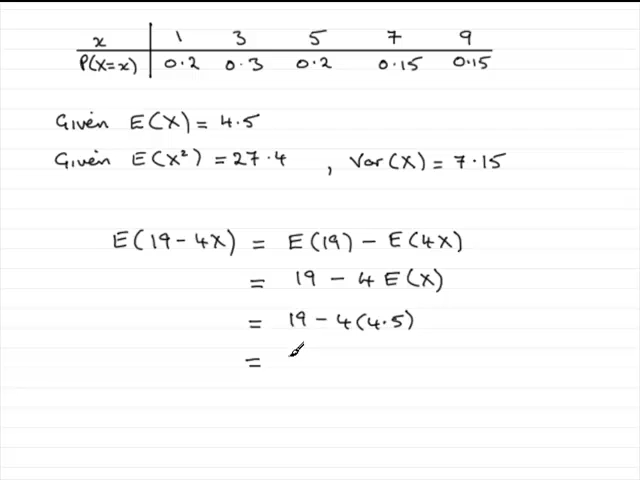 x 1 3 5 7 9
P(X=x) 0·2 0·3 0·2 0·15 0·15
Given E(X) = 4·5
Given E(X²) = 27·4 , Var(X) = 7·15
E(19 - 4X) = E(19) - E(4X)
= 19 - 4E(X)
= 19 - 4(4·5)
=